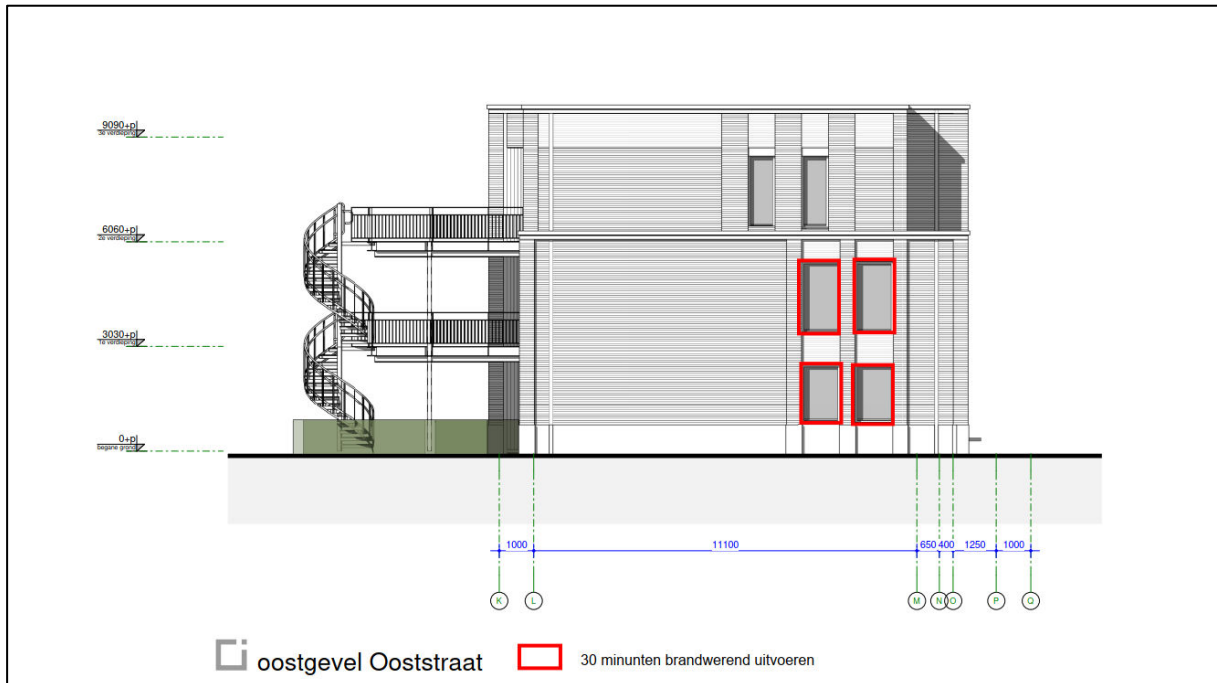 9090+p
3e verdieping
6060+p
2e verdieping
3030+p
1e verdieping
0+p
begane grond
1000 11100 650 400 1250 1000
K L M N O P Q
oostgevel Ooststraat
30 minunten brandwerend uitvoeren